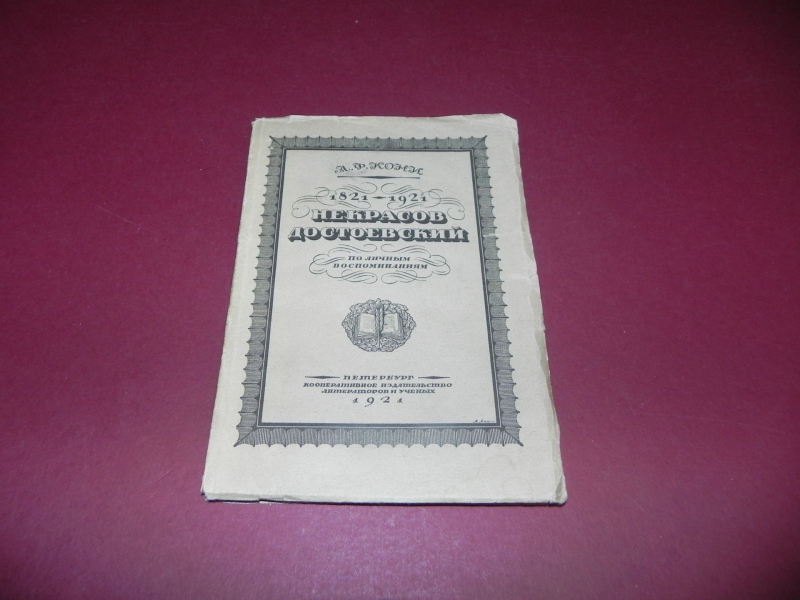 А.Ф.КОНИ
1821-1921
НЕКРАСОВ
ДОСТОЕВСКИЙ
ПО ЛИЧНЫМ
ВОСПОМИНАНИЯМ
ПЕТЕРБУРГ
КООПЕРАТИВНОЕ ИЗДАТЕЛЬСТВО
ЛИТЕРАТОРОВ И УЧЕНЫХ
1921